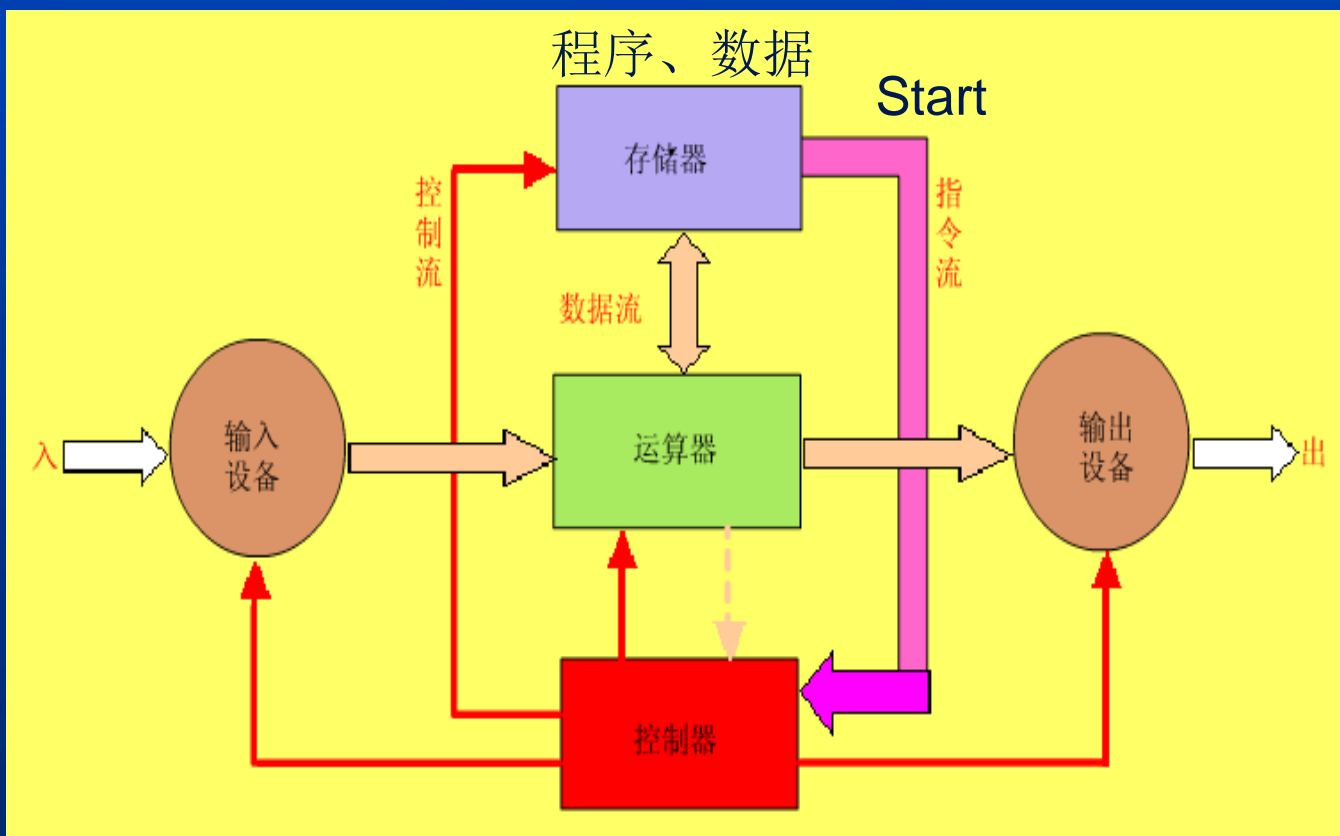 程序、数据
Start
存储器
控制流
指令流
数据流
入
输入
设备
运算器
输出
设备
出
控制器